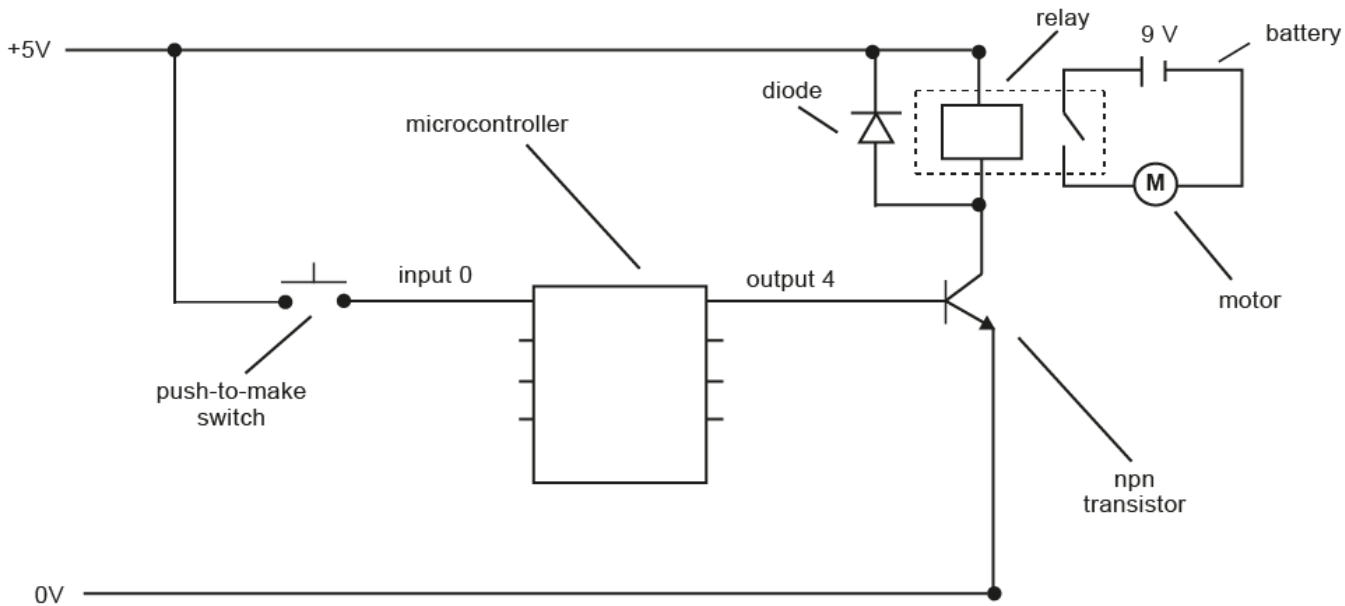 relay
+5V
9 V
battery
diode
microcontroller
M
input 0
output 4
motor
push-to-make
switch
npn
transistor
0V